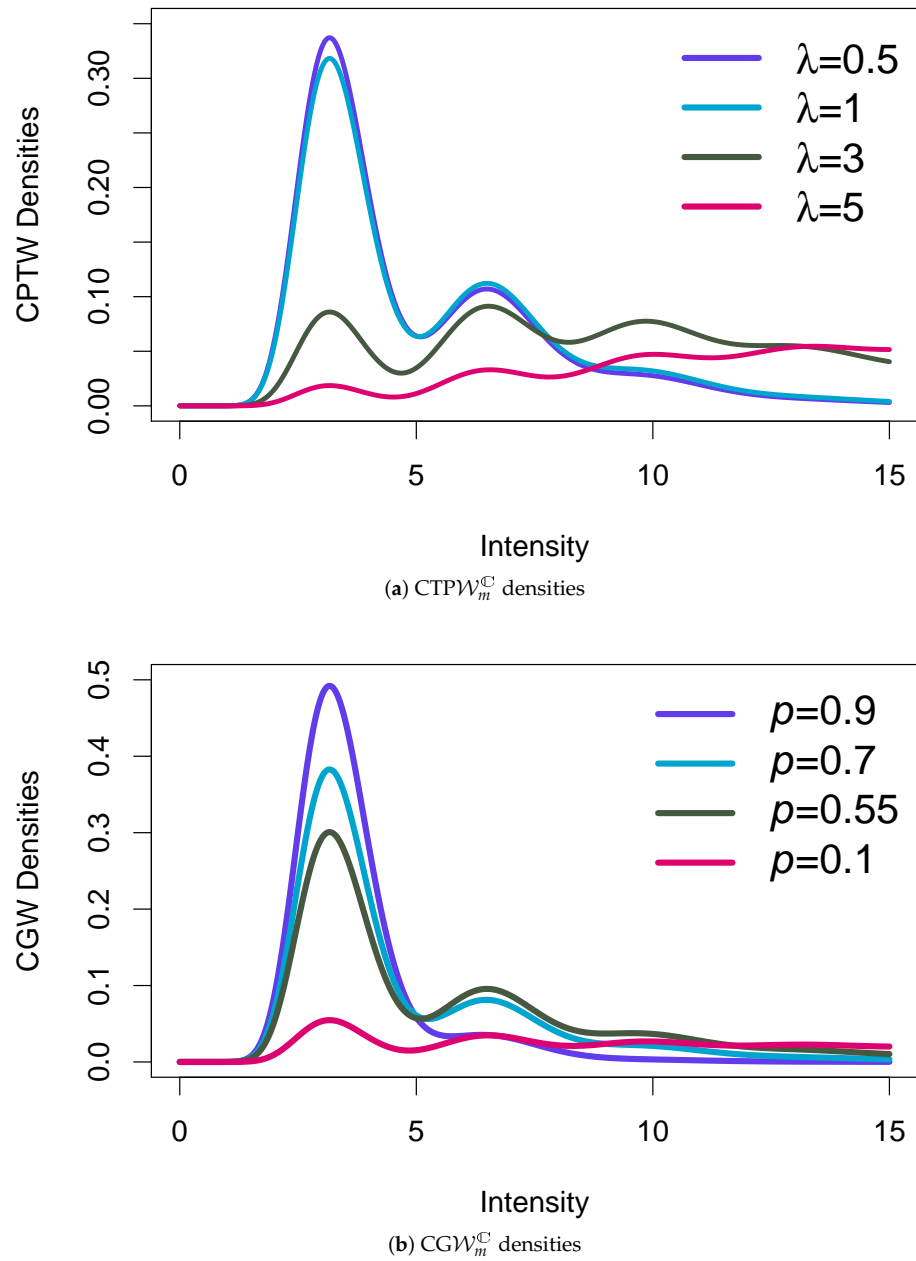 CPTW Densities
0.00
0.10
0.20
0.30
λ=0.5
λ=1
λ=3
λ=5
0
5
10
15
Intensity
(a) CTP𝒲ₘℂ densities
CGW Densities
0.0
0.1
0.2
0.3
0.4
0.5
p=0.9
p=0.7
p=0.55
p=0.1
0
5
10
15
Intensity
(b) CG𝒲ₘℂ densities